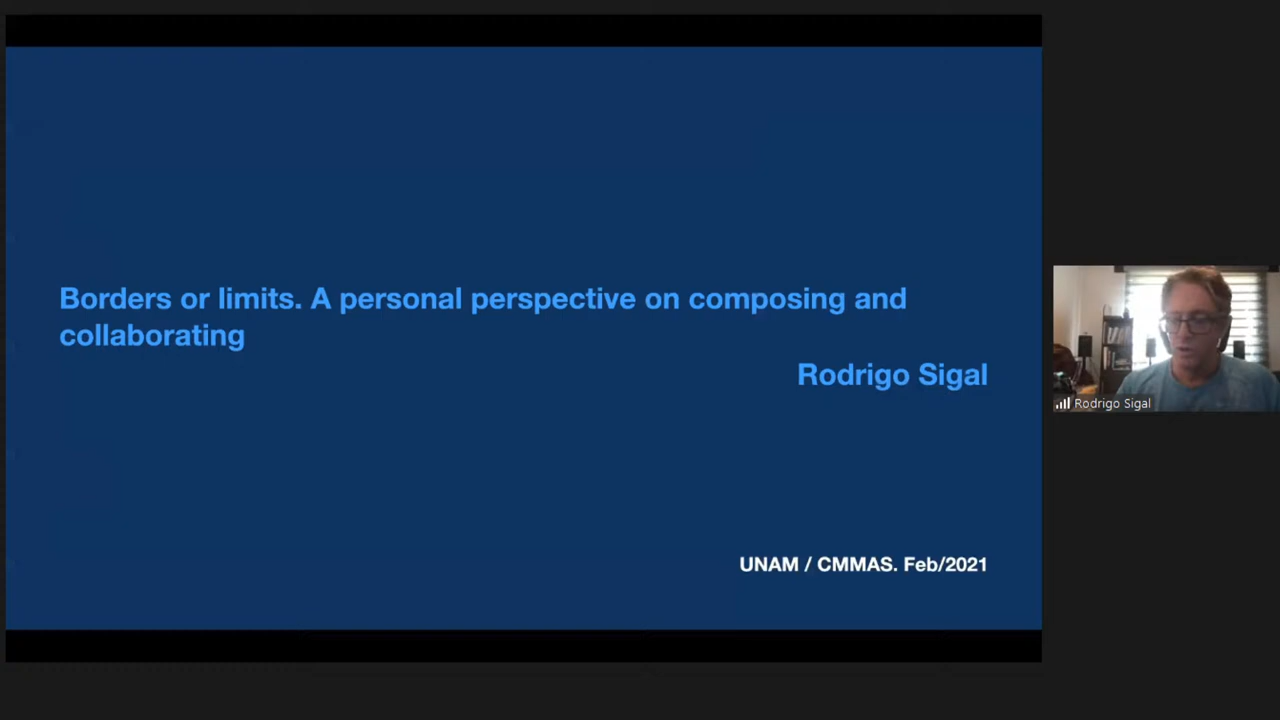 Borders or limits. A personal perspective on composing and
collaborating
Rodrigo Sigal
UNAM / CMMAS. Feb/2021
Rodrigo Sigal